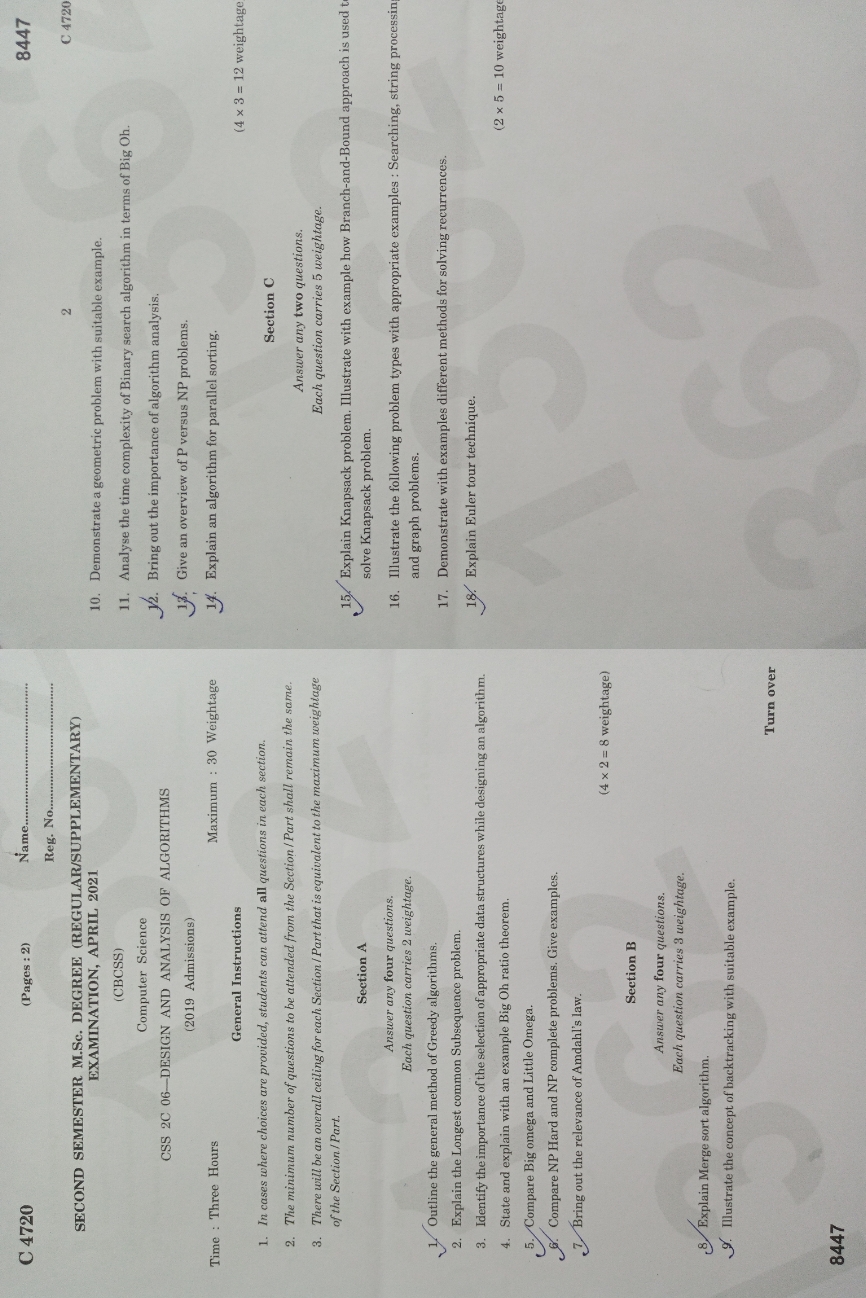 C 4720
(Pages : 2)
Name..........................................
Reg. No.......................................
SECOND SEMESTER M.Sc. DEGREE (REGULAR/SUPPLEMENTARY)
EXAMINATION, APRIL 2021
(CBCSS)
Computer Science
CSS 2C 06—DESIGN AND ANALYSIS OF ALGORITHMS
(2019 Admissions)
Time : Three Hours
Maximum : 30 Weightage
General Instructions
1. In cases where choices are provided, students can attend all questions in each section.
2. The minimum number of questions to be attended from the Section / Part shall remain the same.
3. There will be an overall ceiling for each Section / Part that is equivalent to the maximum weightage
of the Section / Part.
Section A
Answer any four questions.
Each question carries 2 weightage.
1. Outline the general method of Greedy algorithms.
2. Explain the Longest common Subsequence problem.
3. Identify the importance of the selection of appropriate data structures while designing an algorithm.
4. State and explain with an example Big Oh ratio theorem.
5. Compare Big omega and Little Omega.
6. Compare NP Hard and NP complete problems. Give examples.
7. Bring out the relevance of Amdahl's law.
(4 × 2 = 8 weightage)
Section B
Answer any four questions.
Each question carries 3 weightage.
8. Explain Merge sort algorithm.
9. Illustrate the concept of backtracking with suitable example.
Turn over
8447
8447
2
C 4720
10. Demonstrate a geometric problem with suitable example.
11. Analyse the time complexity of Binary search algorithm in terms of Big Oh.
12. Bring out the importance of algorithm analysis.
13. Give an overview of P versus NP problems.
14. Explain an algorithm for parallel sorting.
(4 × 3 = 12 weightage
Section C
Answer any two questions.
Each question carries 5 weightage.
15. Explain Knapsack problem. Illustrate with example how Branch-and-Bound approach is used to
solve Knapsack problem.
16. Illustrate the following problem types with appropriate examples : Searching, string processing
and graph problems.
17. Demonstrate with examples different methods for solving recurrences.
18. Explain Euler tour technique.
(2 × 5 = 10 weightage